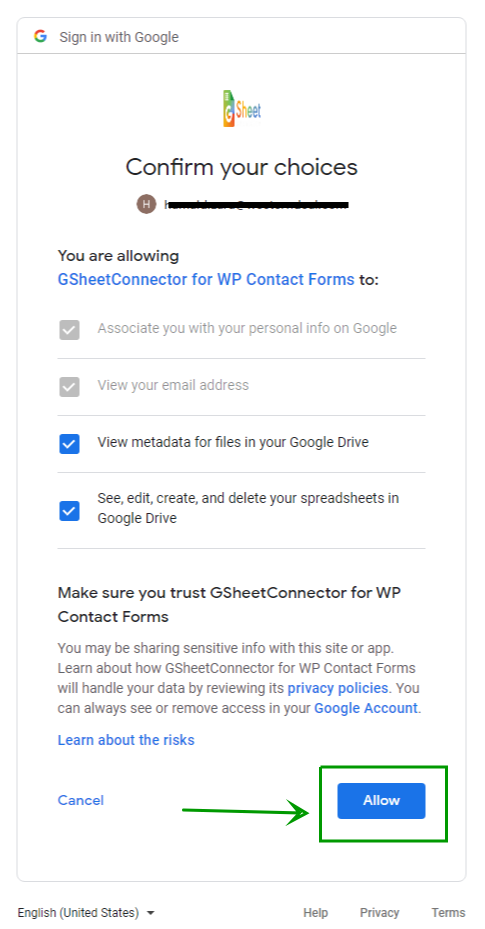 Sign in with Google
G Sheet
Confirm your choices
H
You are allowing
GSheetConnector for WP Contact Forms to:
Associate you with your personal info on Google
View your email address
View metadata for files in your Google Drive
See, edit, create, and delete your spreadsheets in
Google Drive
Make sure you trust GSheetConnector for WP
Contact Forms
You may be sharing sensitive info with this site or app.
Learn about how GSheetConnector for WP Contact Forms
will handle your data by reviewing its privacy policies. You
can always see or remove access in your Google Account.
Learn about the risks
Cancel
Allow
English (United States)
Help Privacy Terms